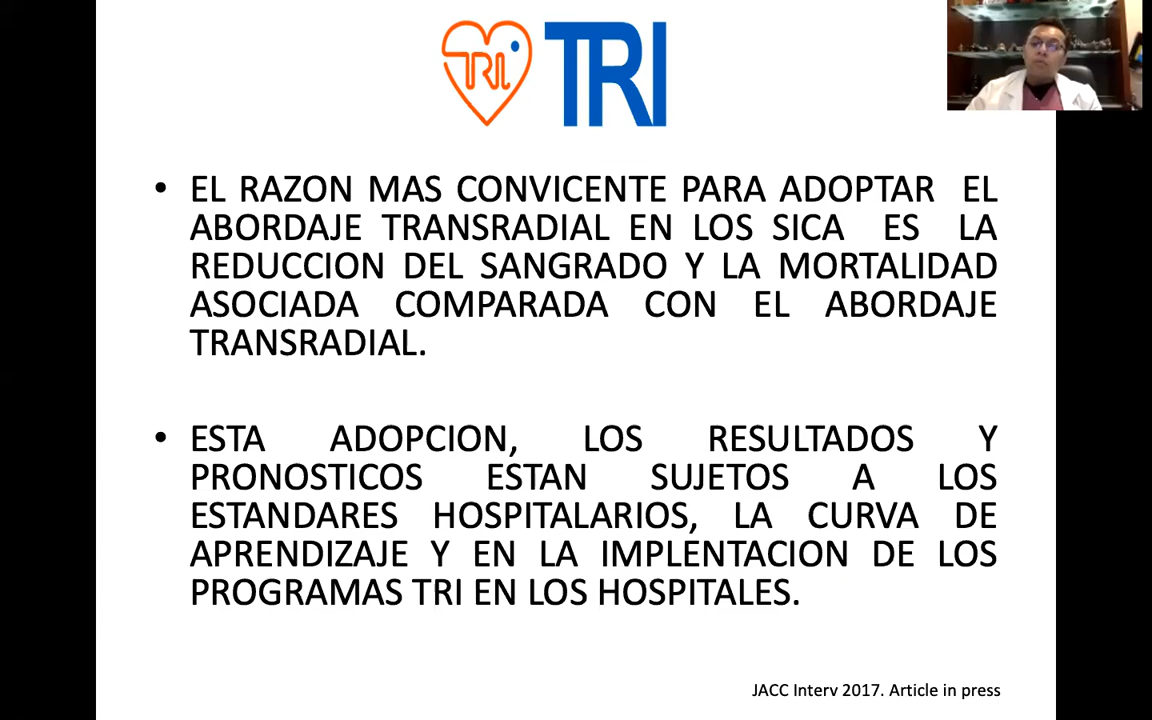 TRI TRI
• EL RAZON MAS CONVICENTE PARA ADOPTAR EL
ABORDAJE TRANSRADIAL EN LOS SICA ES LA
REDUCCION DEL SANGRADO Y LA MORTALIDAD
ASOCIADA COMPARADA CON EL ABORDAJE
TRANSRADIAL.
• ESTA ADOPCION, LOS RESULTADOS Y
PRONOSTICOS ESTAN SUJETOS A LOS
ESTANDARES HOSPITALARIOS, LA CURVA DE
APRENDIZAJE Y EN LA IMPLENTACION DE LOS
PROGRAMAS TRI EN LOS HOSPITALES.
JACC Interv 2017. Article in press